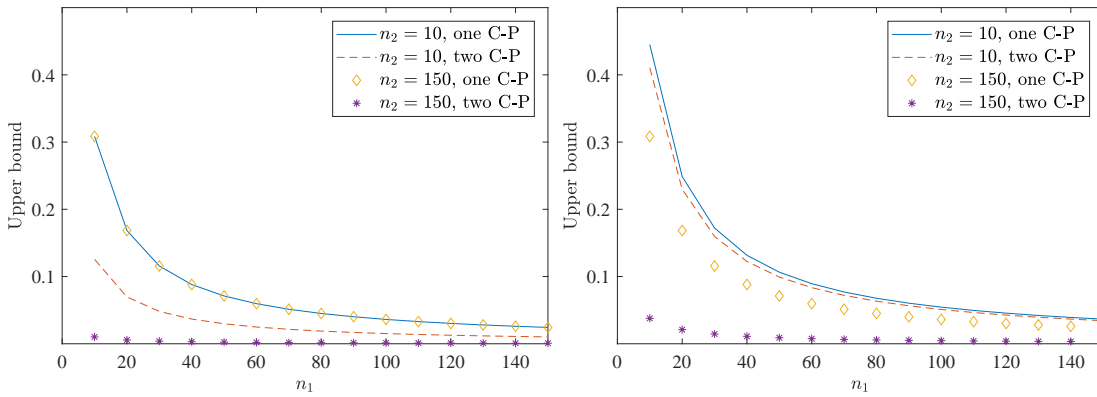 n₂ = 10, one C-P
n₂ = 10, two C-P
n₂ = 150, one C-P
n₂ = 150, two C-P
0.4
0.3
0.2
0.1
Upper bound
0 20 40 60 80 100 120 140
n₁
n₂ = 10, one C-P
n₂ = 10, two C-P
n₂ = 150, one C-P
n₂ = 150, two C-P
0.4
0.3
0.2
0.1
Upper bound
0 20 40 60 80 100 120 140
n₁